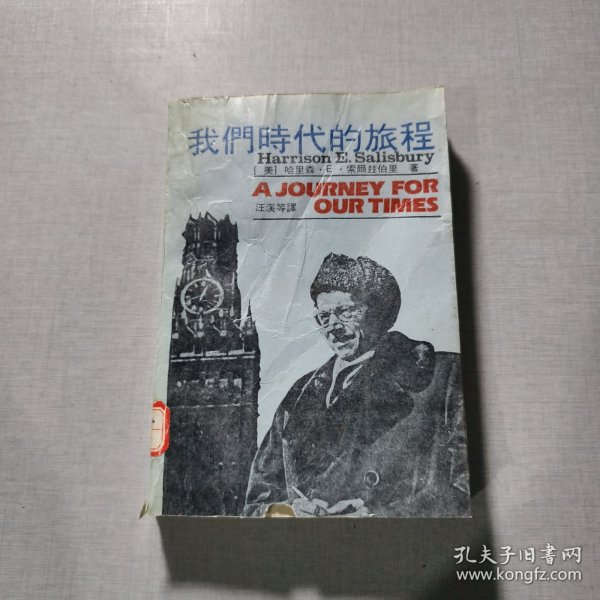 我們時代的旅程
Harrison E. Salisbury
[美]哈里森·E·索爾兹伯里 著
A JOURNEY FOR
OUR TIMES
汪溪等譯
孔夫子旧书网
www.kongfz.com